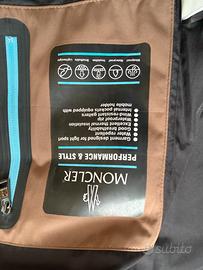 MONCLER
PERFORMANCE & STYLE
Garment designed for light sport
Water repellent
Good breathability
Excellent thermal insulation
Waterproof zip
Wind resistant gaiters
Internal pockets equipped with
mobile holder
subito